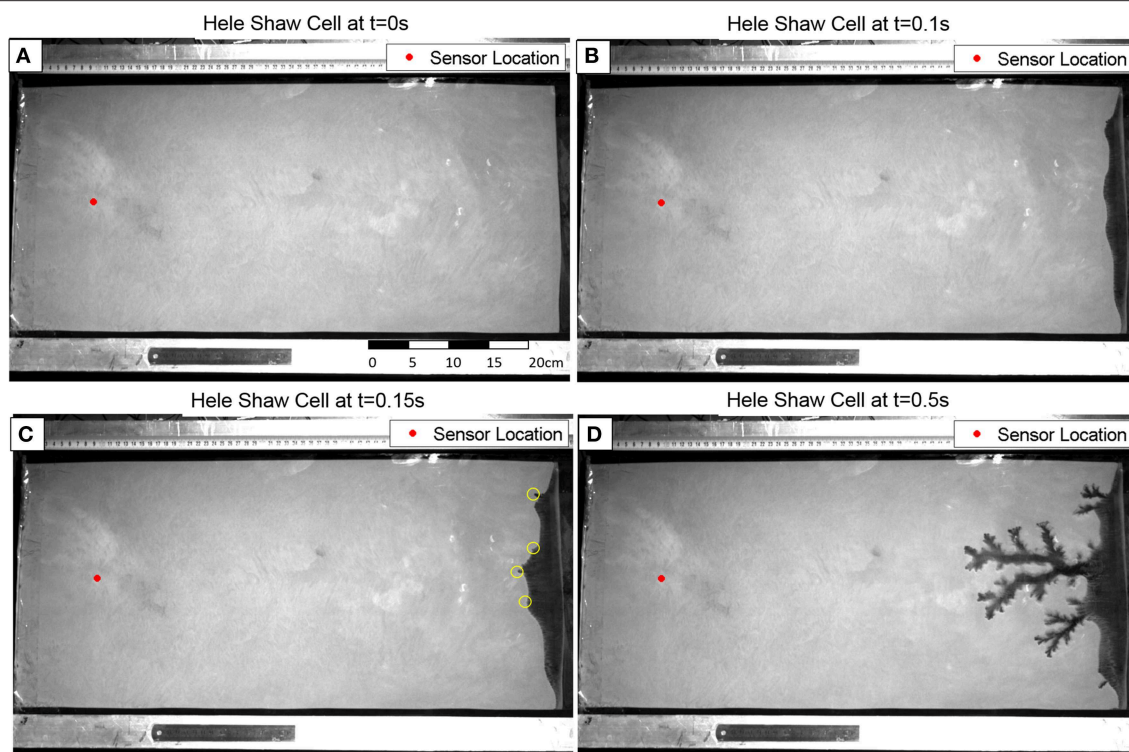 Hele Shaw Cell at t=0s
A
Sensor Location
0 5 10 15 20cm
Hele Shaw Cell at t=0.1s
B
Sensor Location
Hele Shaw Cell at t=0.15s
C
Sensor Location
Hele Shaw Cell at t=0.5s
D
Sensor Location